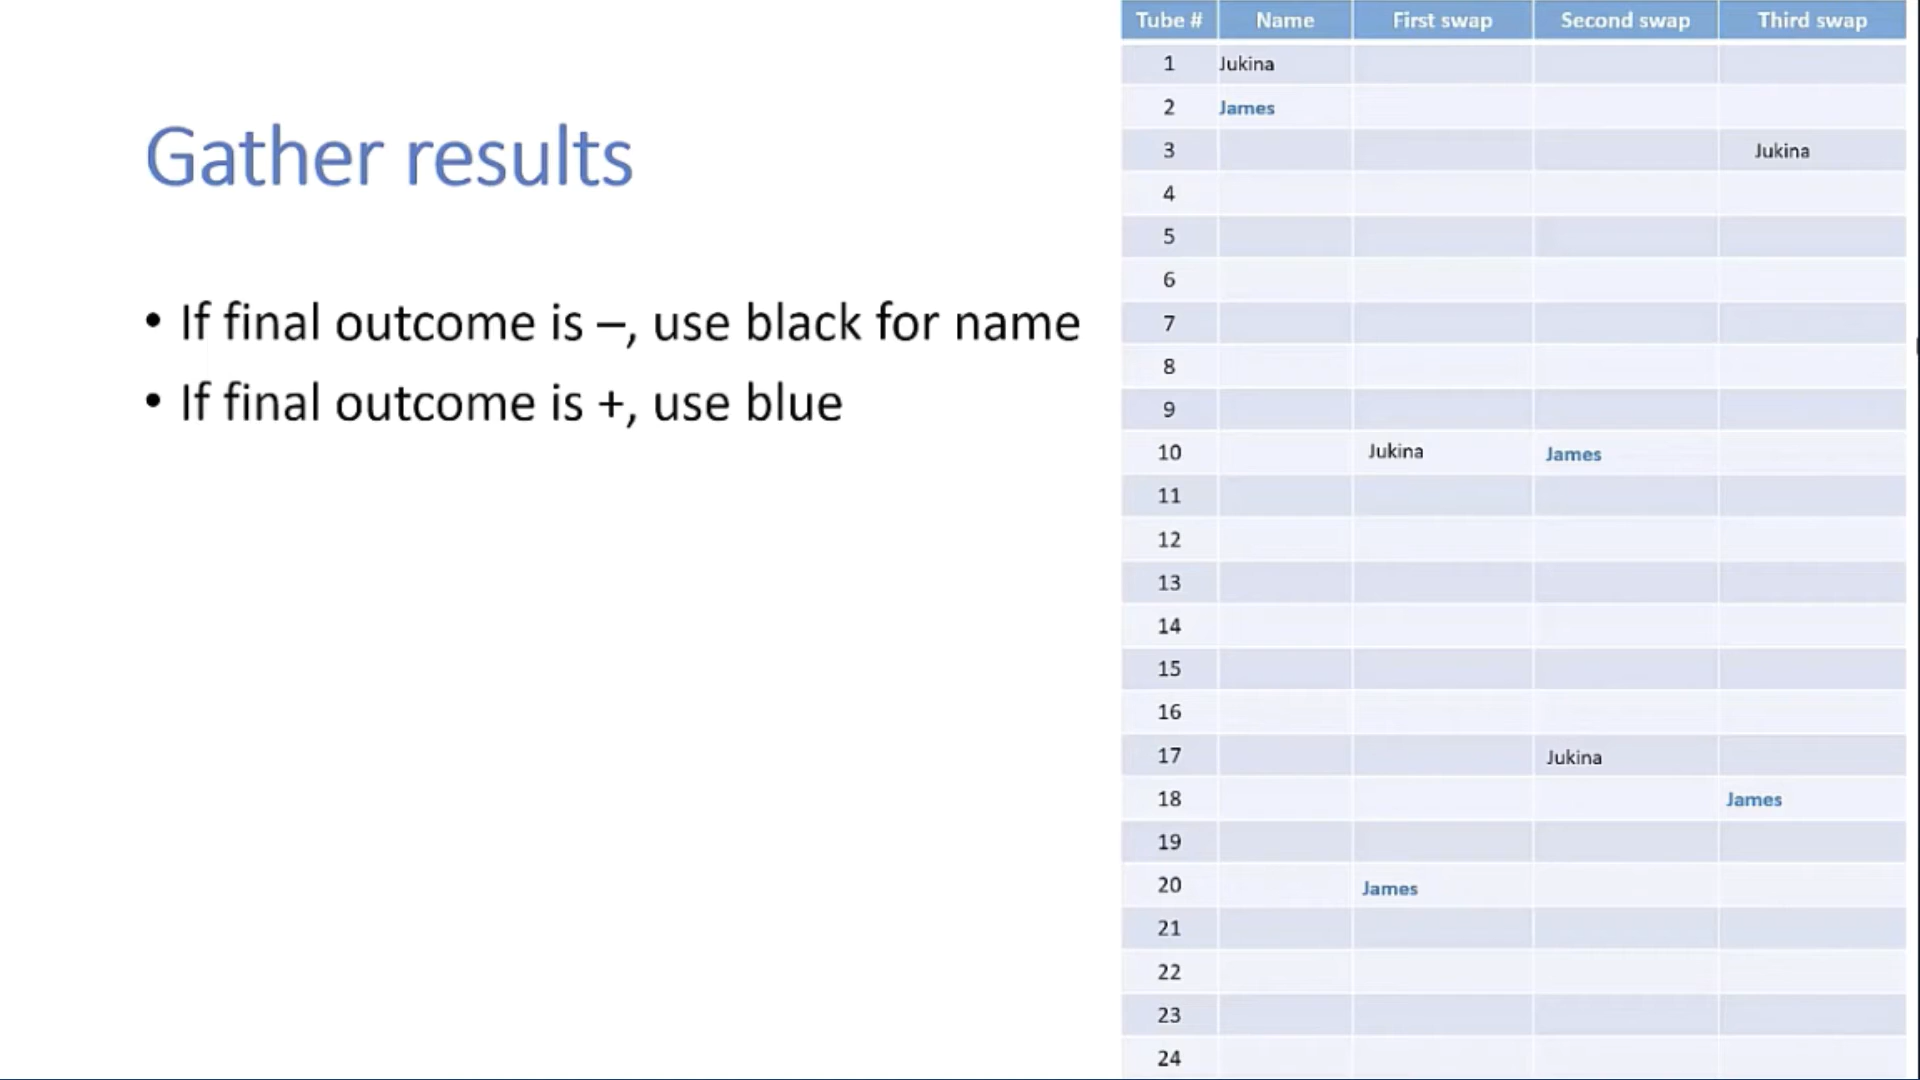 Gather results
• If final outcome is –, use black for name
• If final outcome is +, use blue
Tube # Name First swap Second swap Third swap
1 Jukina
2 James
3 Jukina
4
5
6
7
8
9
10 Jukina James
11
12
13
14
15
16
17 Jukina
18 James
19
20 James
21
22
23
24